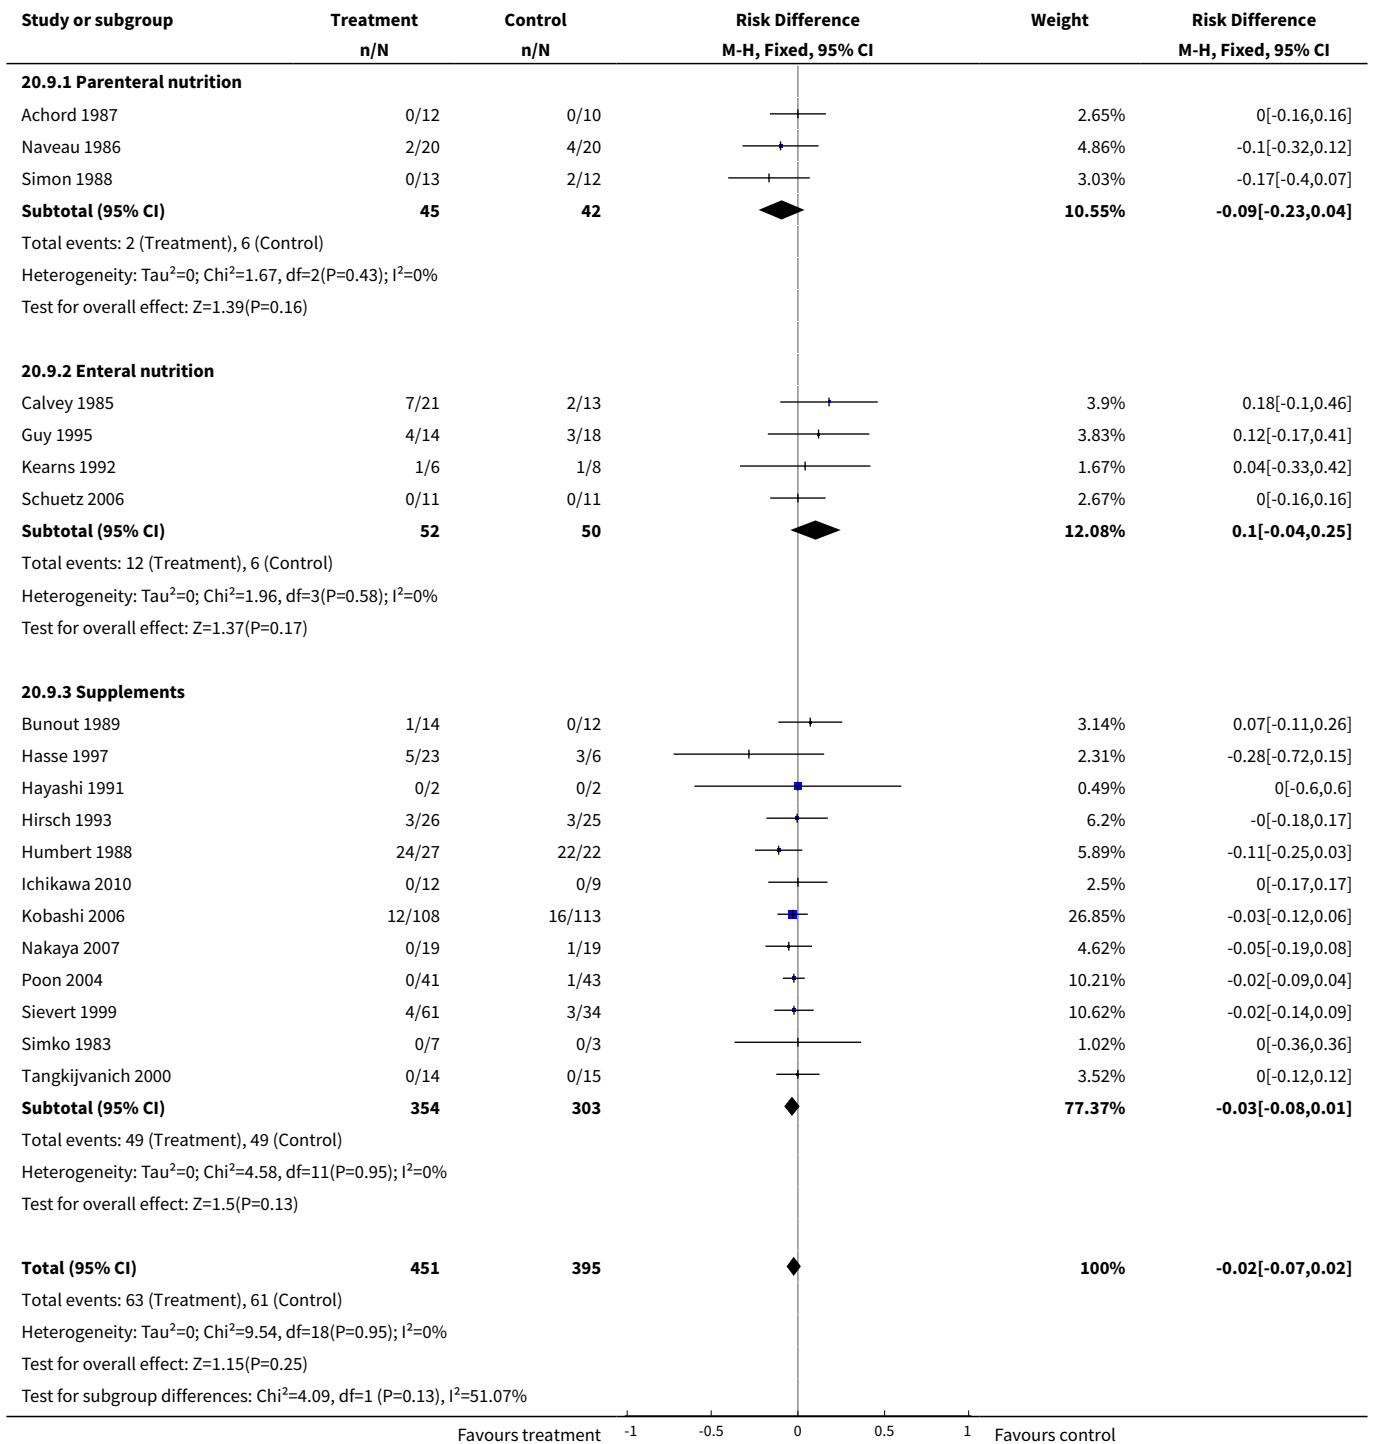 Study or subgroup Treatment Control Risk Difference Weight Risk Difference
n/N n/N M-H, Fixed, 95% CI M-H, Fixed, 95% CI
20.9.1 Parenteral nutrition
Achord 1987 0/12 0/10 2.65% 0[-0.16,0.16]
Naveau 1986 2/20 4/20 4.86% -0.1[-0.32,0.12]
Simon 1988 0/13 2/12 3.03% -0.17[-0.4,0.07]
Subtotal (95% CI) 45 42 10.55% -0.09[-0.23,0.04]
Total events: 2 (Treatment), 6 (Control)
Heterogeneity: Tau²=0; Chi²=1.67, df=2(P=0.43); I²=0%
Test for overall effect: Z=1.39(P=0.16)
20.9.2 Enteral nutrition
Calvey 1985 7/21 2/13 3.9% 0.18[-0.1,0.46]
Guy 1995 4/14 3/18 3.83% 0.12[-0.17,0.41]
Kearns 1992 1/6 1/8 1.67% 0.04[-0.33,0.42]
Schuetz 2006 0/11 0/11 2.67% 0[-0.16,0.16]
Subtotal (95% CI) 52 50 12.08% 0.1[-0.04,0.25]
Total events: 12 (Treatment), 6 (Control)
Heterogeneity: Tau²=0; Chi²=1.96, df=3(P=0.58); I²=0%
Test for overall effect: Z=1.37(P=0.17)
20.9.3 Supplements
Bunout 1989 1/14 0/12 3.14% 0.07[-0.11,0.26]
Hasse 1997 5/23 3/6 2.31% -0.28[-0.72,0.15]
Hayashi 1991 0/2 0/2 0.49% 0[-0.6,0.6]
Hirsch 1993 3/26 3/25 6.2% -0[-0.18,0.17]
Humbert 1988 24/27 22/22 5.89% -0.11[-0.25,0.03]
Ichikawa 2010 0/12 0/9 2.5% 0[-0.17,0.17]
Kobashi 2006 12/108 16/113 26.85% -0.03[-0.12,0.06]
Nakaya 2007 0/19 1/19 4.62% -0.05[-0.19,0.08]
Poon 2004 0/41 1/43 10.21% -0.02[-0.09,0.04]
Sievert 1999 4/61 3/34 10.62% -0.02[-0.14,0.09]
Simko 1983 0/7 0/3 1.02% 0[-0.36,0.36]
Tangkijvanich 2000 0/14 0/15 3.52% 0[-0.12,0.12]
Subtotal (95% CI) 354 303 77.37% -0.03[-0.08,0.01]
Total events: 49 (Treatment), 49 (Control)
Heterogeneity: Tau²=0; Chi²=4.58, df=11(P=0.95); I²=0%
Test for overall effect: Z=1.5(P=0.13)
Total (95% CI) 451 395 100% -0.02[-0.07,0.02]
Total events: 63 (Treatment), 61 (Control)
Heterogeneity: Tau²=0; Chi²=9.54, df=18(P=0.95); I²=0%
Test for overall effect: Z=1.15(P=0.25)
Test for subgroup differences: Chi²=4.09, df=1 (P=0.13), I²=51.07%
Favours treatment -1 -0.5 0 0.5 1 Favours control